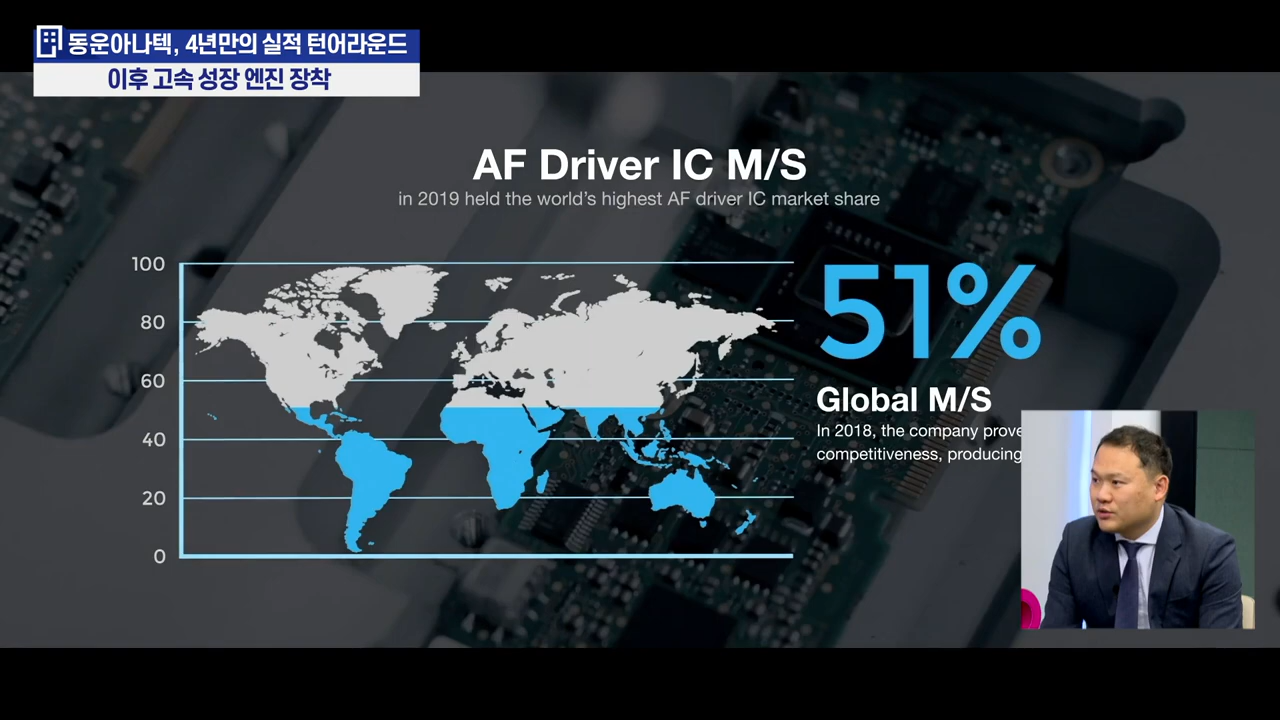 동운아나텍, 4년만의 실적 턴어라운드
이후 고속 성장 엔진 장착
AF Driver IC M/S
in 2019 held the world's highest AF driver IC market share
100
80
60
40
20
0
51%
Global M/S
In 2018, the company prove
competitiveness, producing